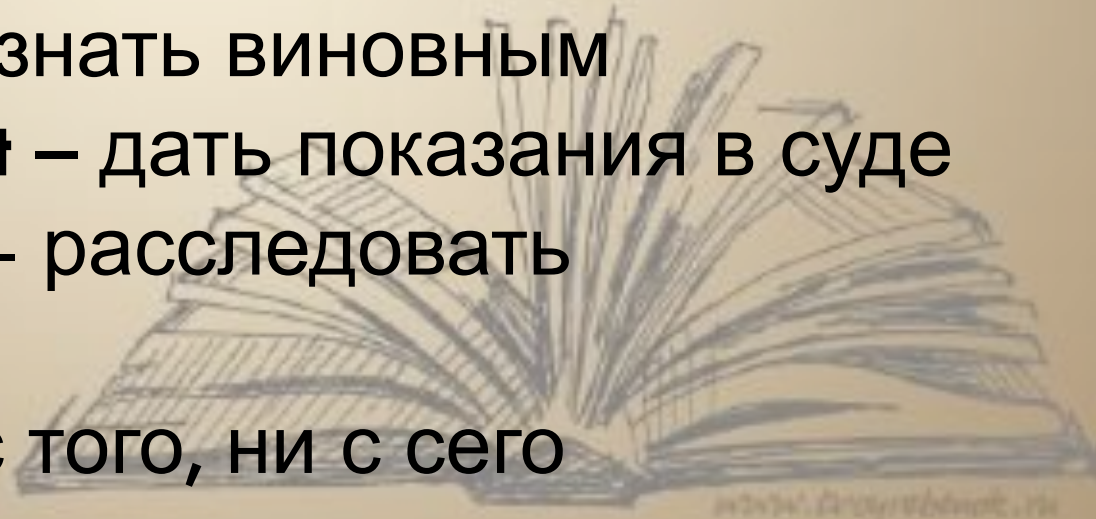 знать виновным
– дать показания в суде
- расследовать
с того, ни с сего